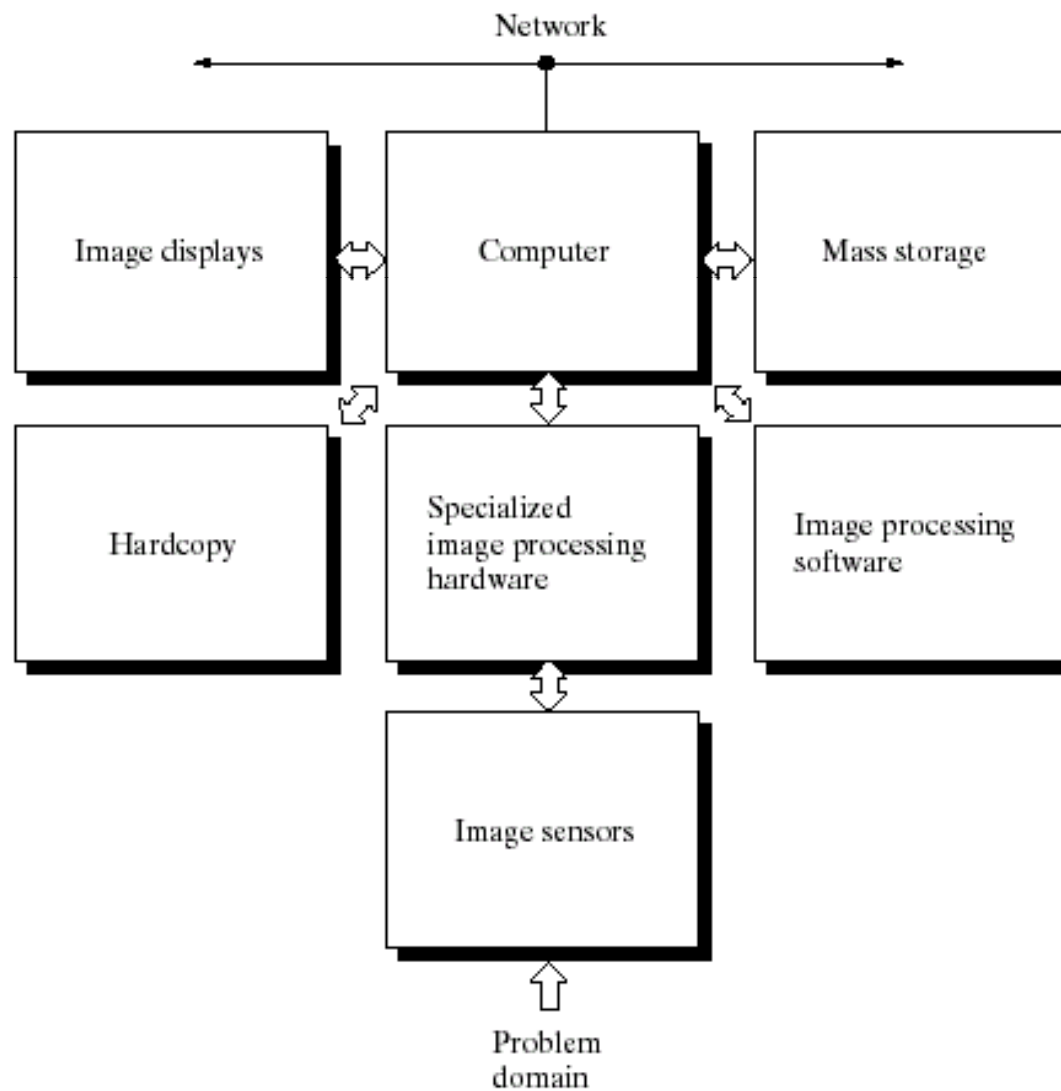 Network
Image displays
Computer
Mass storage
Hardcopy
Specialized
image processing
hardware
Image processing
software
Image sensors
Problem
domain